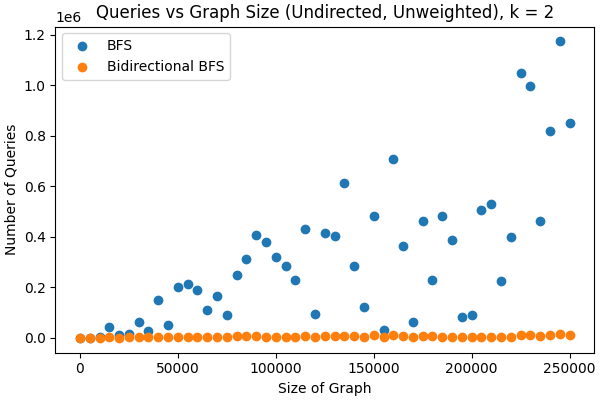 Queries vs Graph Size (Undirected, Unweighted), k = 2
1e6
BFS
Bidirectional BFS
1.2
1.0
0.8
0.6
0.4
0.2
0.0
Number of Queries
0 50000 100000 150000 200000 250000
Size of Graph